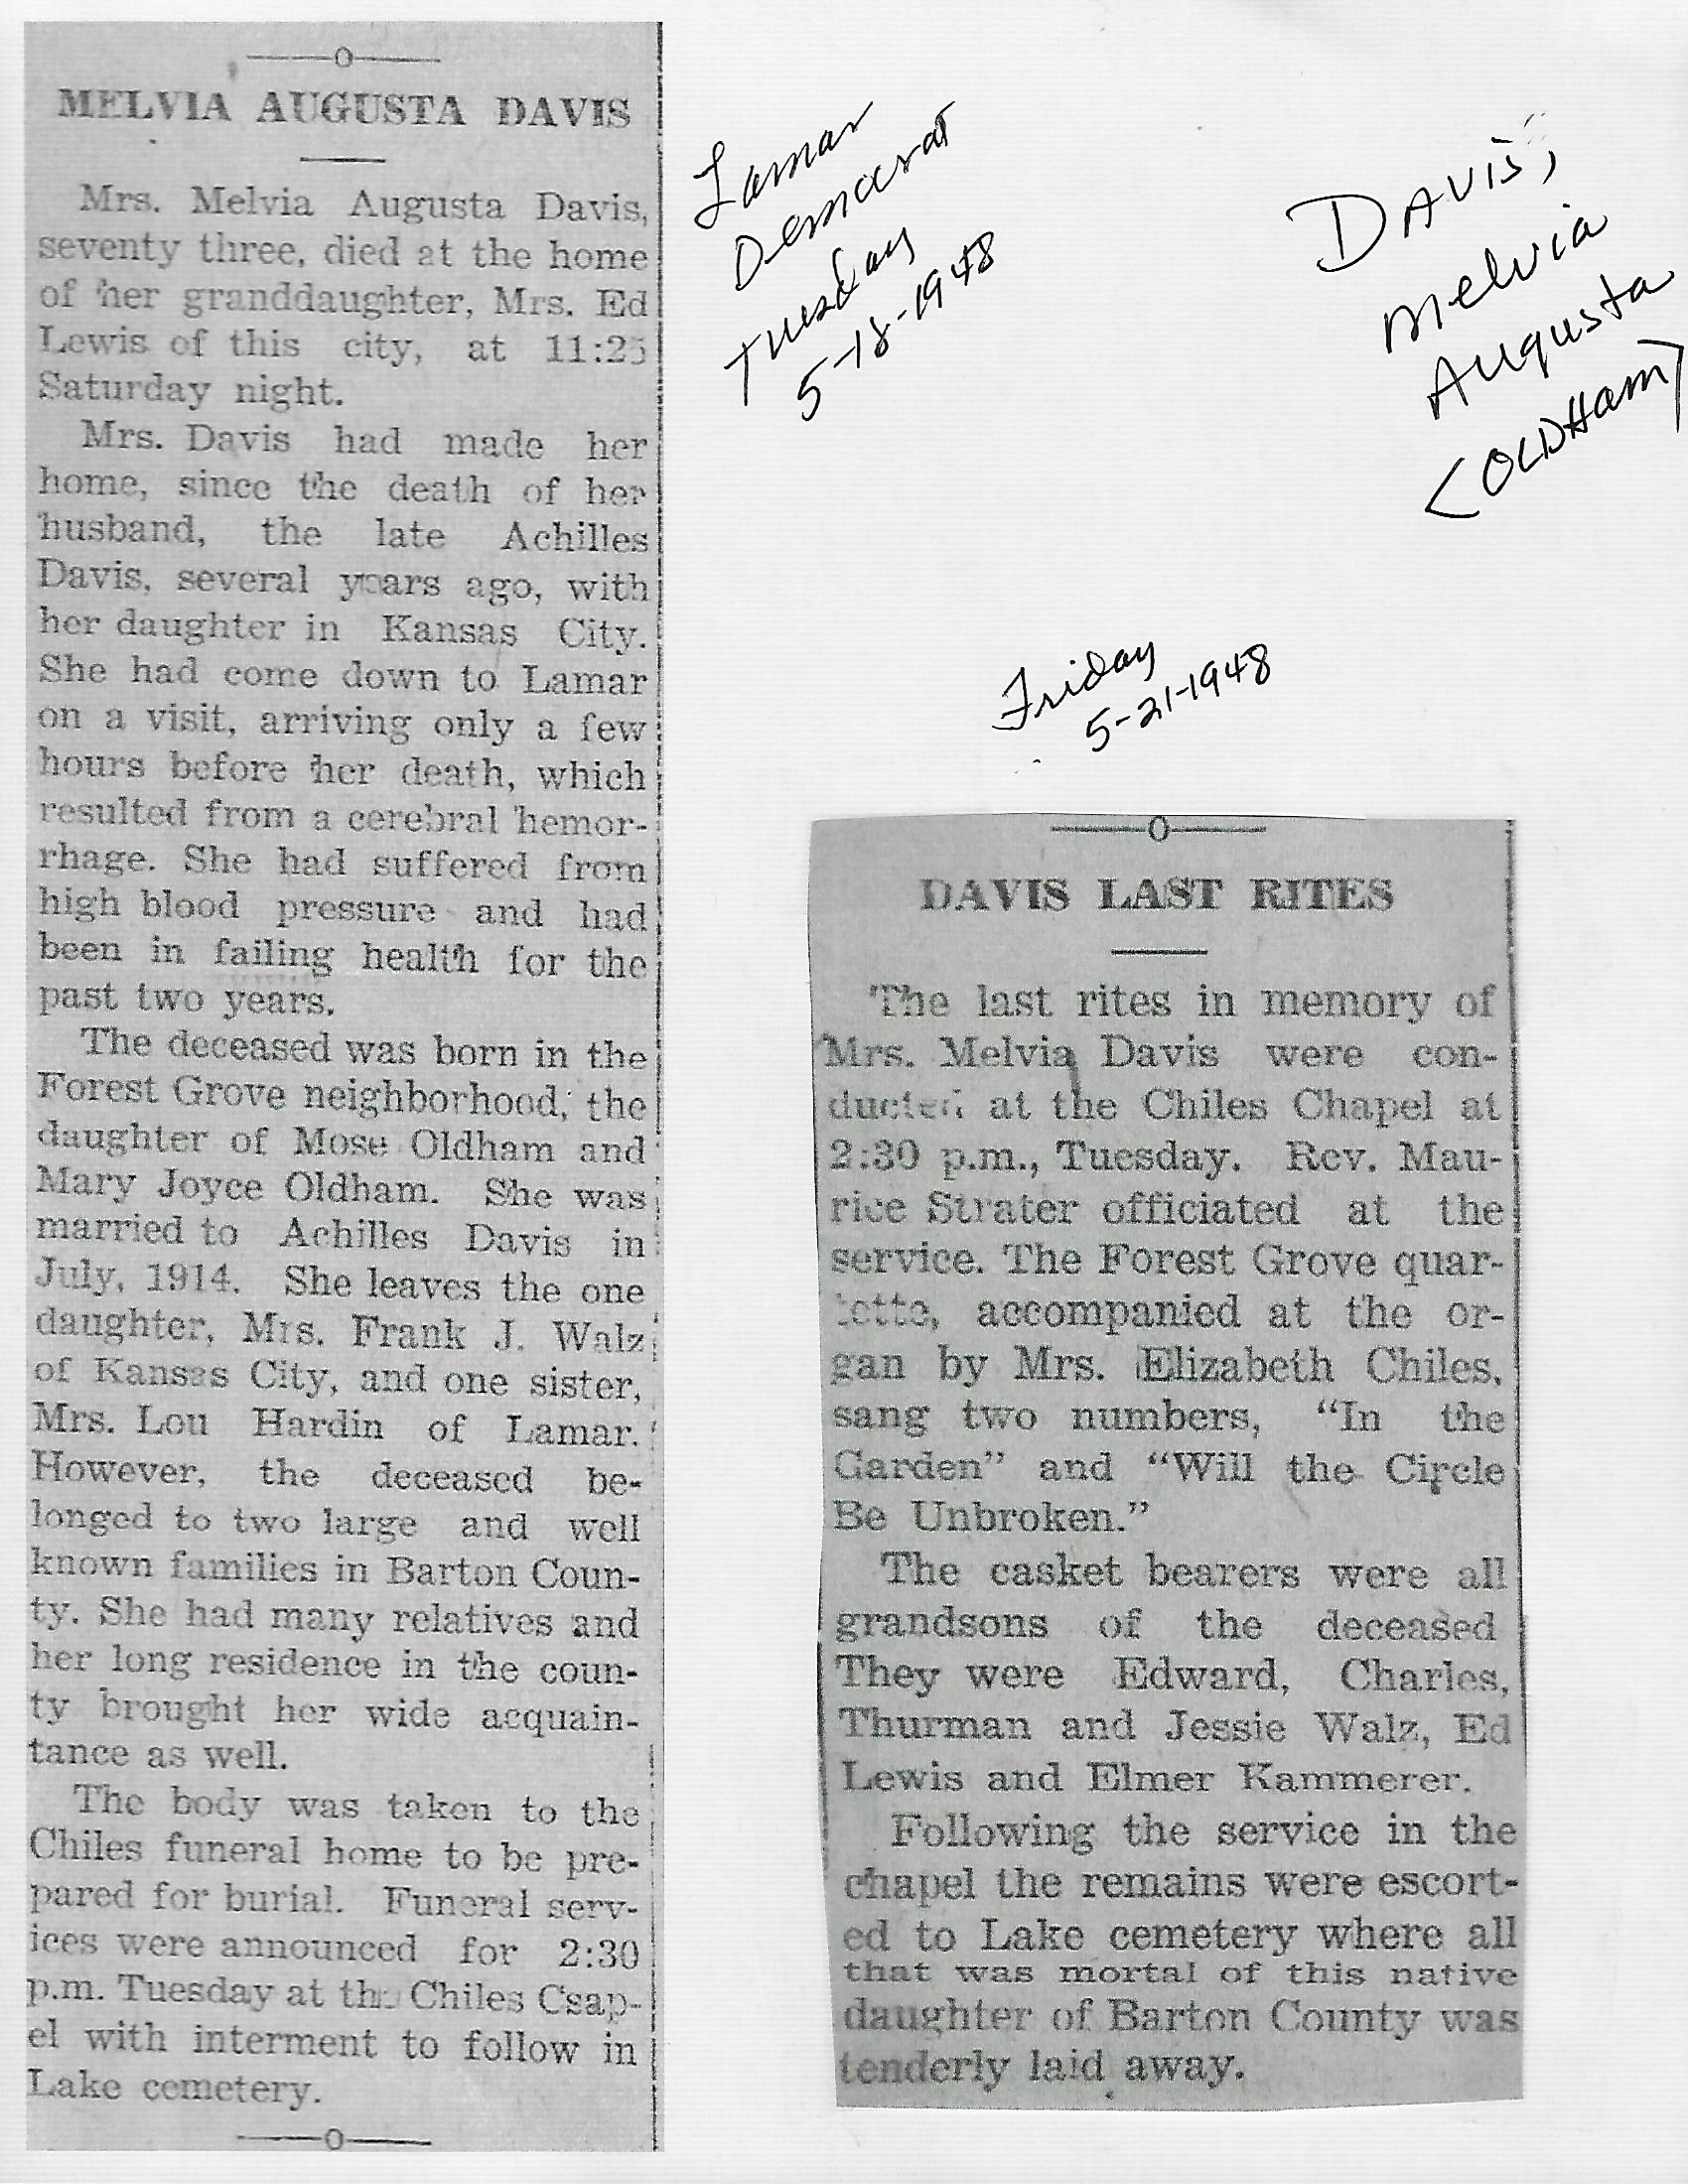 MELVIA AUGUSTA DAVIS
Mrs. Melvia Augusta Davis,
seventy three, died at the home
of her granddaughter, Mrs. Ed
Lewis of this city, at 11:25
Saturday night.
Mrs. Davis had made her
home, since the death of her
husband, the late Achilles
Davis, several years ago, with
her daughter in Kansas City.
She had come down to Lamar
on a visit, arriving only a few
hours before her death, which
resulted from a cerebral hemor-
rhage. She had suffered from
high blood pressure and had
been in failing health for the
past two years.
The deceased was born in the
Forest Grove neighborhood, the
daughter of Mose Oldham and
Mary Joyce Oldham. She was
married to Achilles Davis in
July, 1914. She leaves the one
daughter, Mrs. Frank J. Walz
of Kansas City, and one sister,
Mrs. Lou Hardin of Lamar.
However, the deceased be-
longed to two large and well
known families in Barton Coun-
ty. She had many relatives and
her long residence in the coun-
ty brought her wide acquain-
tance as well.
The body was taken to the
Chiles funeral home to be pre-
pared for burial. Funeral serv-
ices were announced for 2:30
p.m. Tuesday at the Chiles Csap-
el with interment to follow in
Lake cemetery.
Lamar
Democrat
Tuesday
5-18-1948
DAVIS,
Melvia
Augusta
<OLDHam>
Friday
5-21-1948
DAVIS LAST RITES
The last rites in memory of
Mrs. Melvia Davis were con-
ducted at the Chiles Chapel at
2:30 p.m., Tuesday. Rev. Mau-
rice Strater officiated at the
service. The Forest Grove quar-
tette, accompanied at the or-
gan by Mrs. Elizabeth Chiles,
sang two numbers, "In the
Garden" and "Will the Circle
Be Unbroken."
The casket bearers were all
grandsons of the deceased
They were Edward, Charles,
Thurman and Jessie Walz, Ed
Lewis and Elmer Kammerer.
Following the service in the
chapel the remains were escort-
ed to Lake cemetery where all
that was mortal of this native
daughter of Barton County was
tenderly laid away.